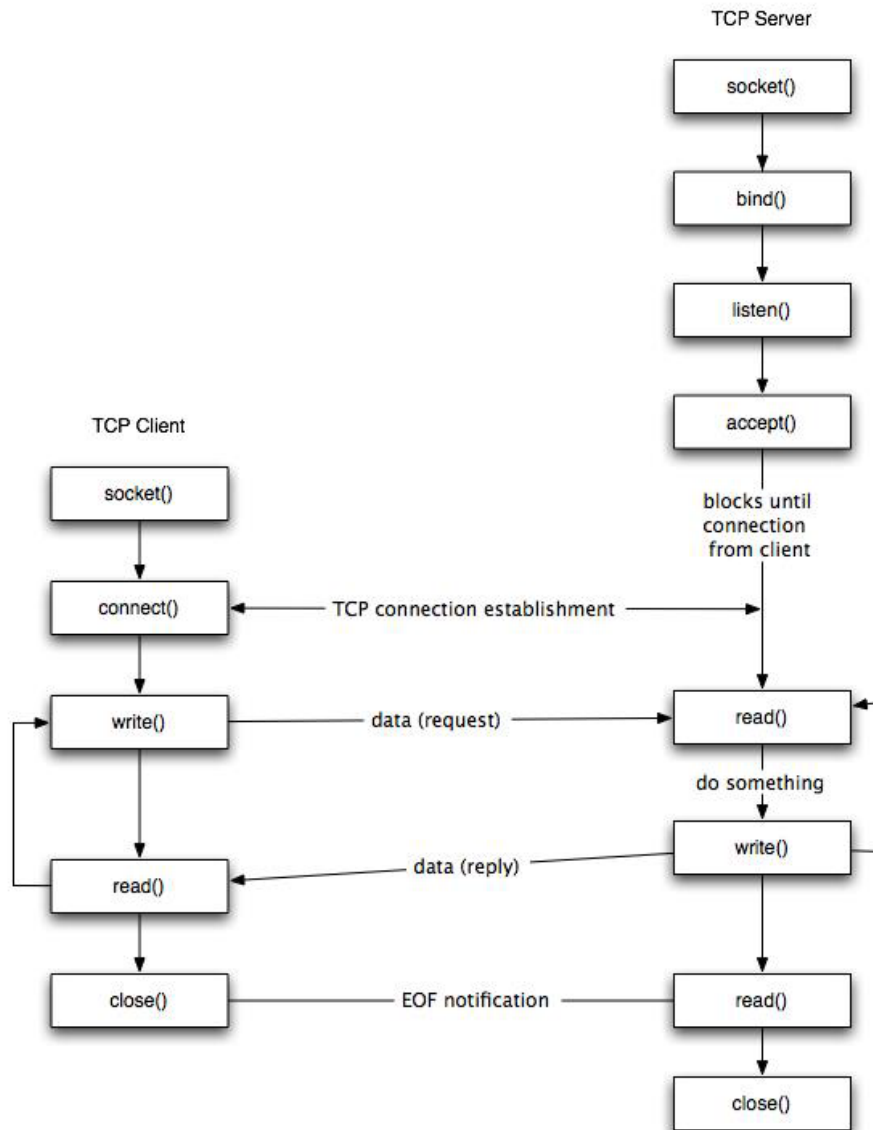 TCP Server
socket()
bind()
listen()
accept()
TCP Client
blocks until
connection
from client
socket()
connect()
TCP connection establishment
write()
data (request)
read()
do something
write()
data (reply)
read()
close()
EOF notification
read()
close()